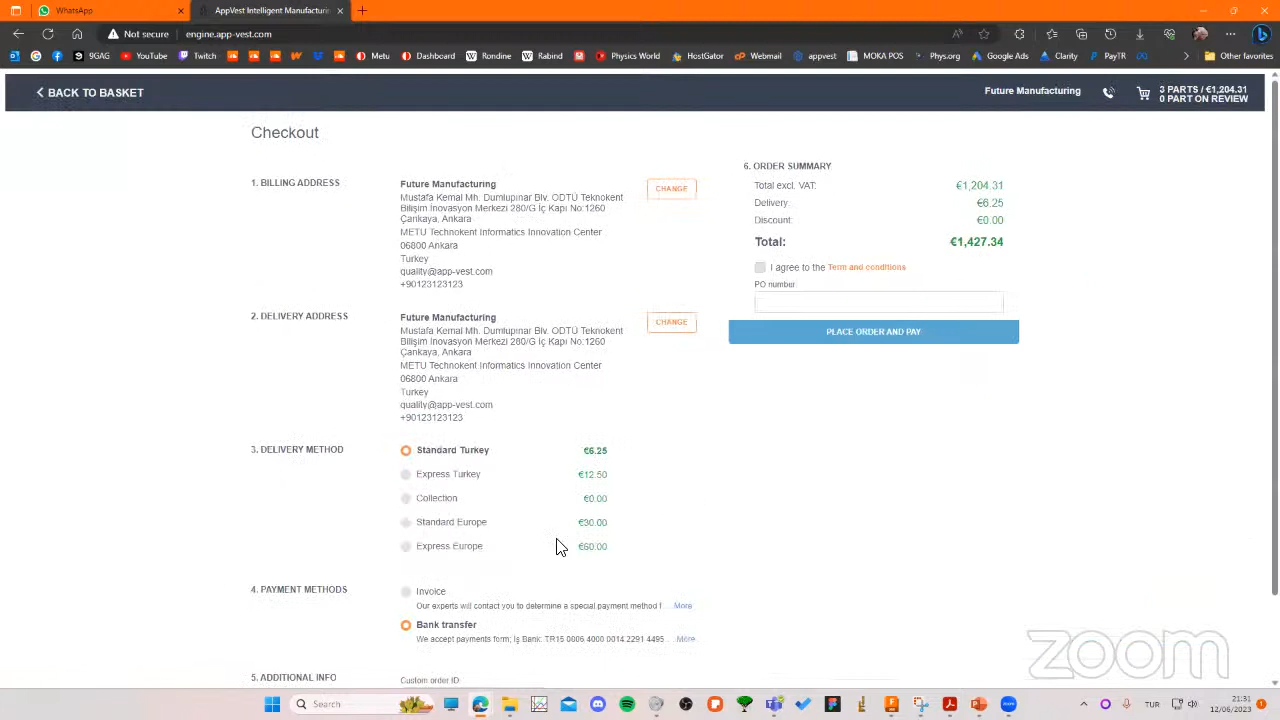 WhatsApp
AppVest Intelligent Manufacturin
Not secure
engine.app-vest.com
9GAG
YouTube
Twitch
Metu
Dashboard
Rondine
Rabind
Physics World
HostGator
Webmail
appvest
MOKA POS
Phys.org
Google Ads
Clarity
PayTR
Other favorites
BACK TO BASKET
Future Manufacturing
3 PARTS / €1,204.31
0 PART ON REVIEW
Checkout
1. BILLING ADDRESS
Future Manufacturing
Mustafa Kemal Mh. Dumlupınar Blv. ODTÜ Teknokent
Bilişim İnovasyon Merkezi 280/G İç Kapı No:1260
Çankaya, Ankara
METU Technokent Informatics Innovation Center
06800 Ankara
Turkey
quality@app-vest.com
+90123123123
CHANGE
2. DELIVERY ADDRESS
Future Manufacturing
Mustafa Kemal Mh. Dumlupınar Blv. ODTÜ Teknokent
Bilişim İnovasyon Merkezi 280/G İç Kapı No:1260
Çankaya, Ankara
METU Technokent Informatics Innovation Center
06800 Ankara
Turkey
quality@app-vest.com
+90123123123
CHANGE
3. DELIVERY METHOD
Standard Turkey €6.25
Express Turkey €12.50
Collection €0.00
Standard Europe €30.00
Express Europe €60.00
4. PAYMENT METHODS
Invoice
Our experts will contact you to determine a special payment method f ... More
Bank transfer
We accept payments form; İş Bank: TR15 0006 4000 0014 2291 4495 ... More
5. ADDITIONAL INFO
Custom order ID:
6. ORDER SUMMARY
Total excl. VAT: €1,204.31
Delivery: €6.25
Discount: €0.00
Total: €1,427.34
I agree to the Term and conditions
PO number:
PLACE ORDER AND PAY
zoom
Search
21:31
12/06/2023